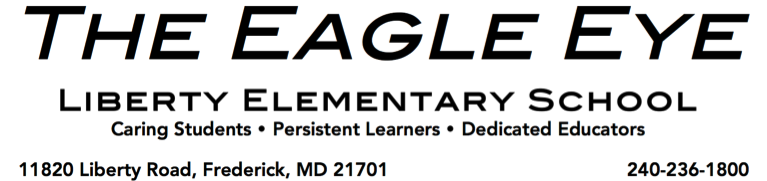 THE EAGLE EYE
LIBERTY ELEMENTARY SCHOOL
Caring Students • Persistent Learners • Dedicated Educators
11820 Liberty Road, Frederick, MD 21701 240-236-1800